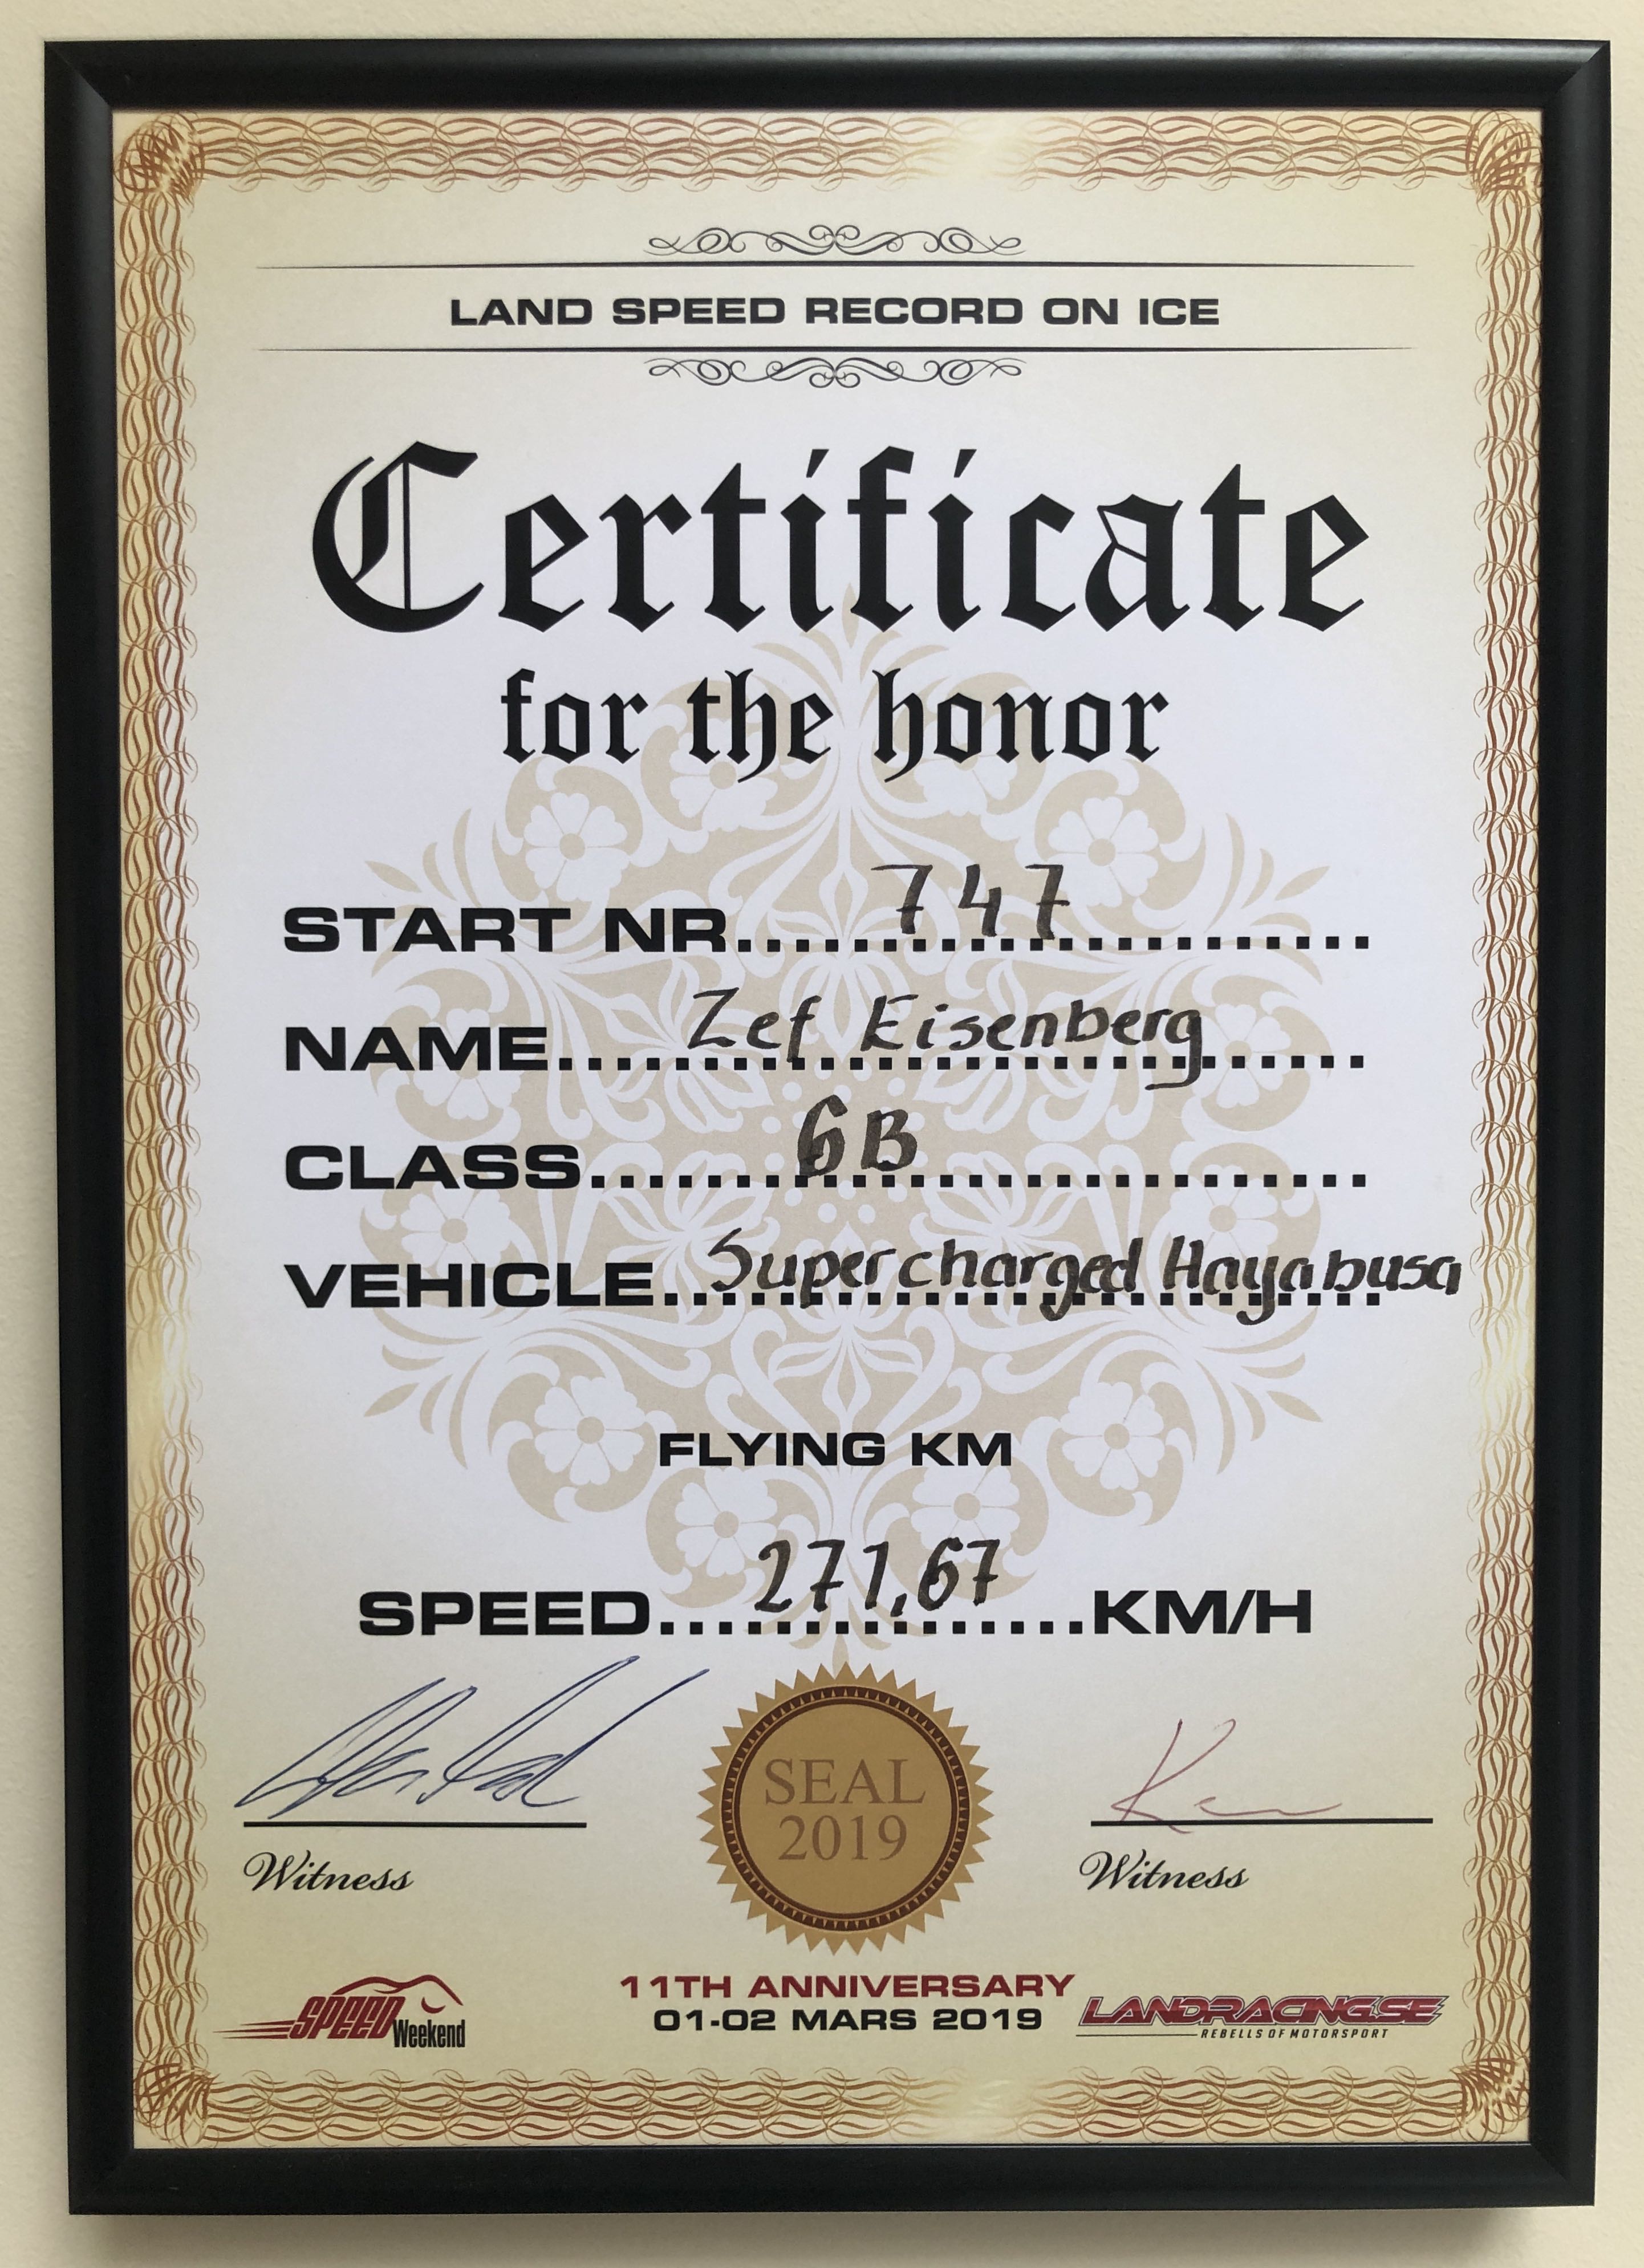 LAND SPEED RECORD ON ICE
Certificate
for the honor
START NR....................... 747
NAME............................ Zef Eisenberg
CLASS........................... 6B
VEHICLE......................... Supercharged Hayabusa
FLYING KM
SPEED...............KM/H 271,67
SEAL
2019
Witness
Witness
11TH ANNIVERSARY
01-02 MARS 2019
SPEED
Weekend
LANDRACING.SE
REBELLS OF MOTORSPORT